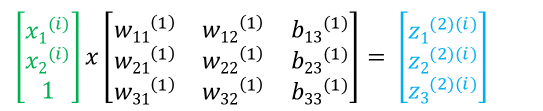 x₁⁽ⁱ⁾ w₁₁⁽¹⁾ w₁₂⁽¹⁾ b₁₃⁽¹⁾ z₁⁽²⁾⁽ⁱ⁾
x₂⁽ⁱ⁾ x w₂₁⁽¹⁾ w₂₂⁽¹⁾ b₂₃⁽¹⁾ = z₂⁽²⁾⁽ⁱ⁾
1 w₃₁⁽¹⁾ w₃₂⁽¹⁾ b₃₃⁽¹⁾ z₃⁽²⁾⁽ⁱ⁾